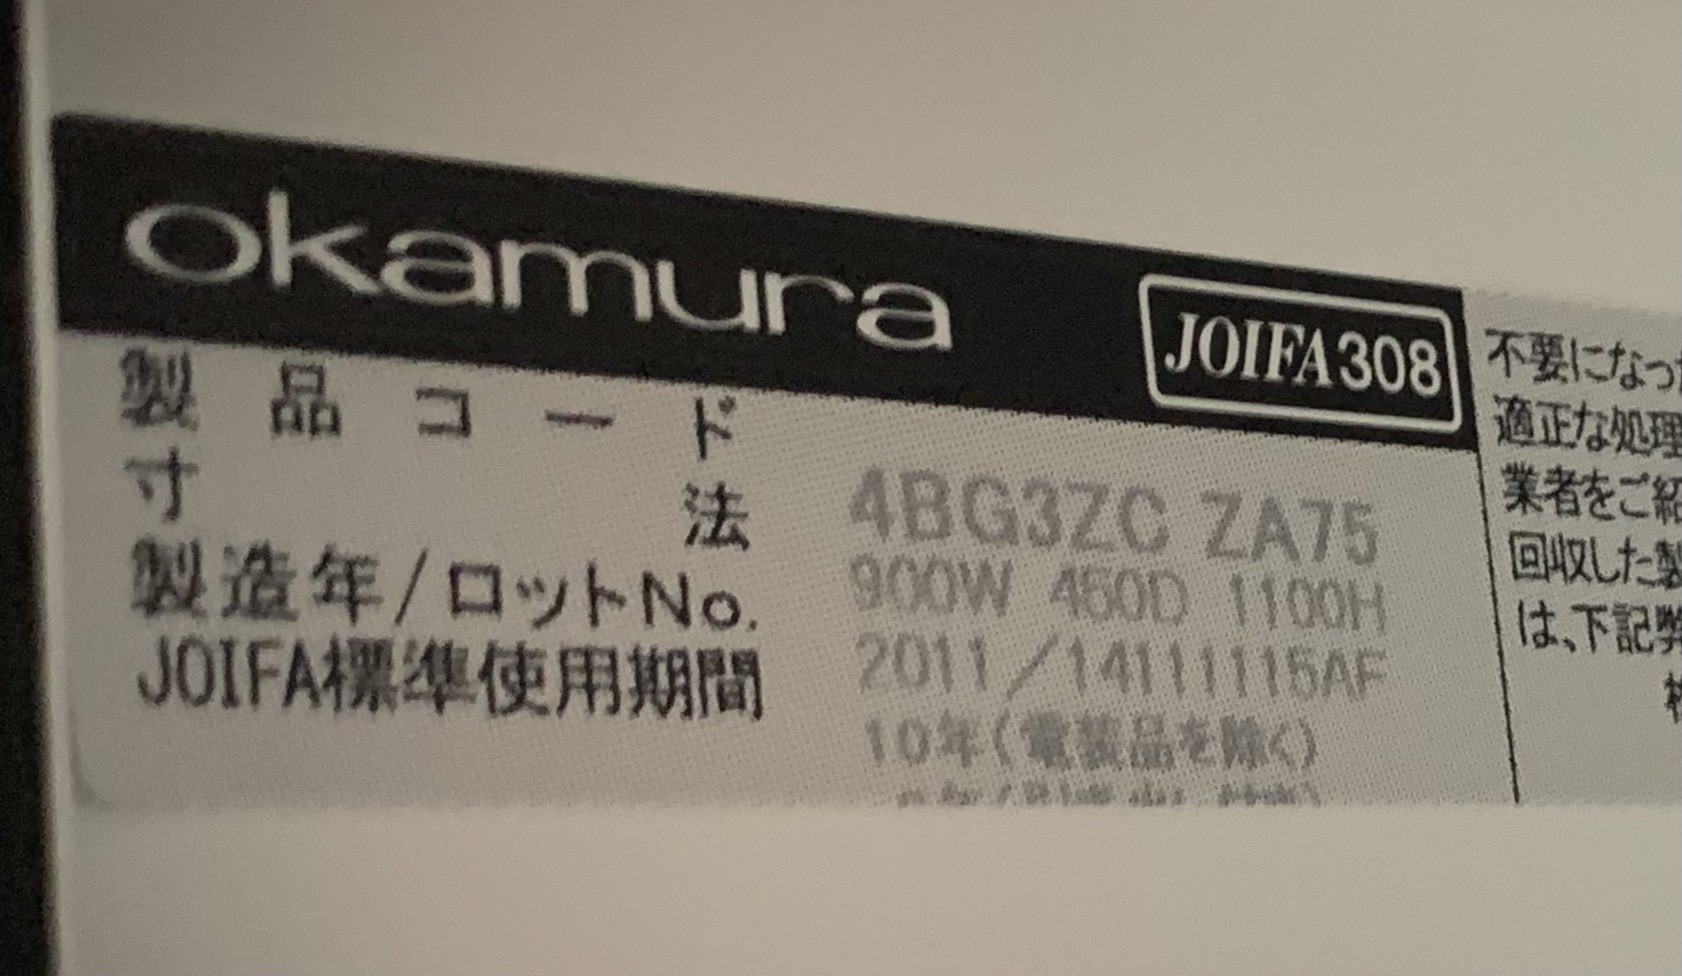 okamura
JOIFA308
製品コード
寸法
製造年/ロットNo.
JOIFA標準使用期間
4BG3ZC ZA75
900W 450D 1100H
2011/14111115AF
10年(電装品を除く)
不要になっ
適正な処理
業者をご紹
回収した製
は、下記弊